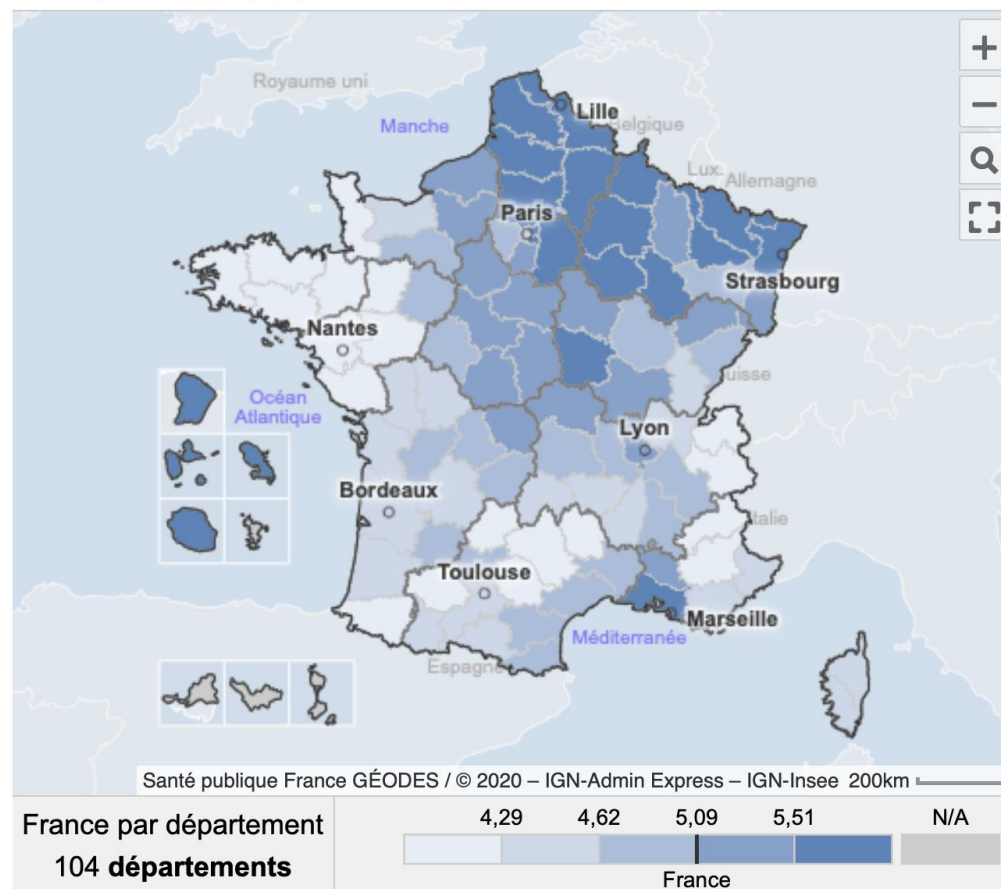 Royaume uni
Manche
Lille
Belgique
Lux.
Allemagne
Paris
Strasbourg
Nantes
Océan
Atlantique
Suisse
Lyon
Bordeaux
Italie
Toulouse
Marseille
Méditerranée
Espagne
Santé publique France GÉODES / © 2020 – IGN-Admin Express – IGN-Insee 200km
France par département
104 départements
4,29 4,62 5,09 5,51 N/A
France